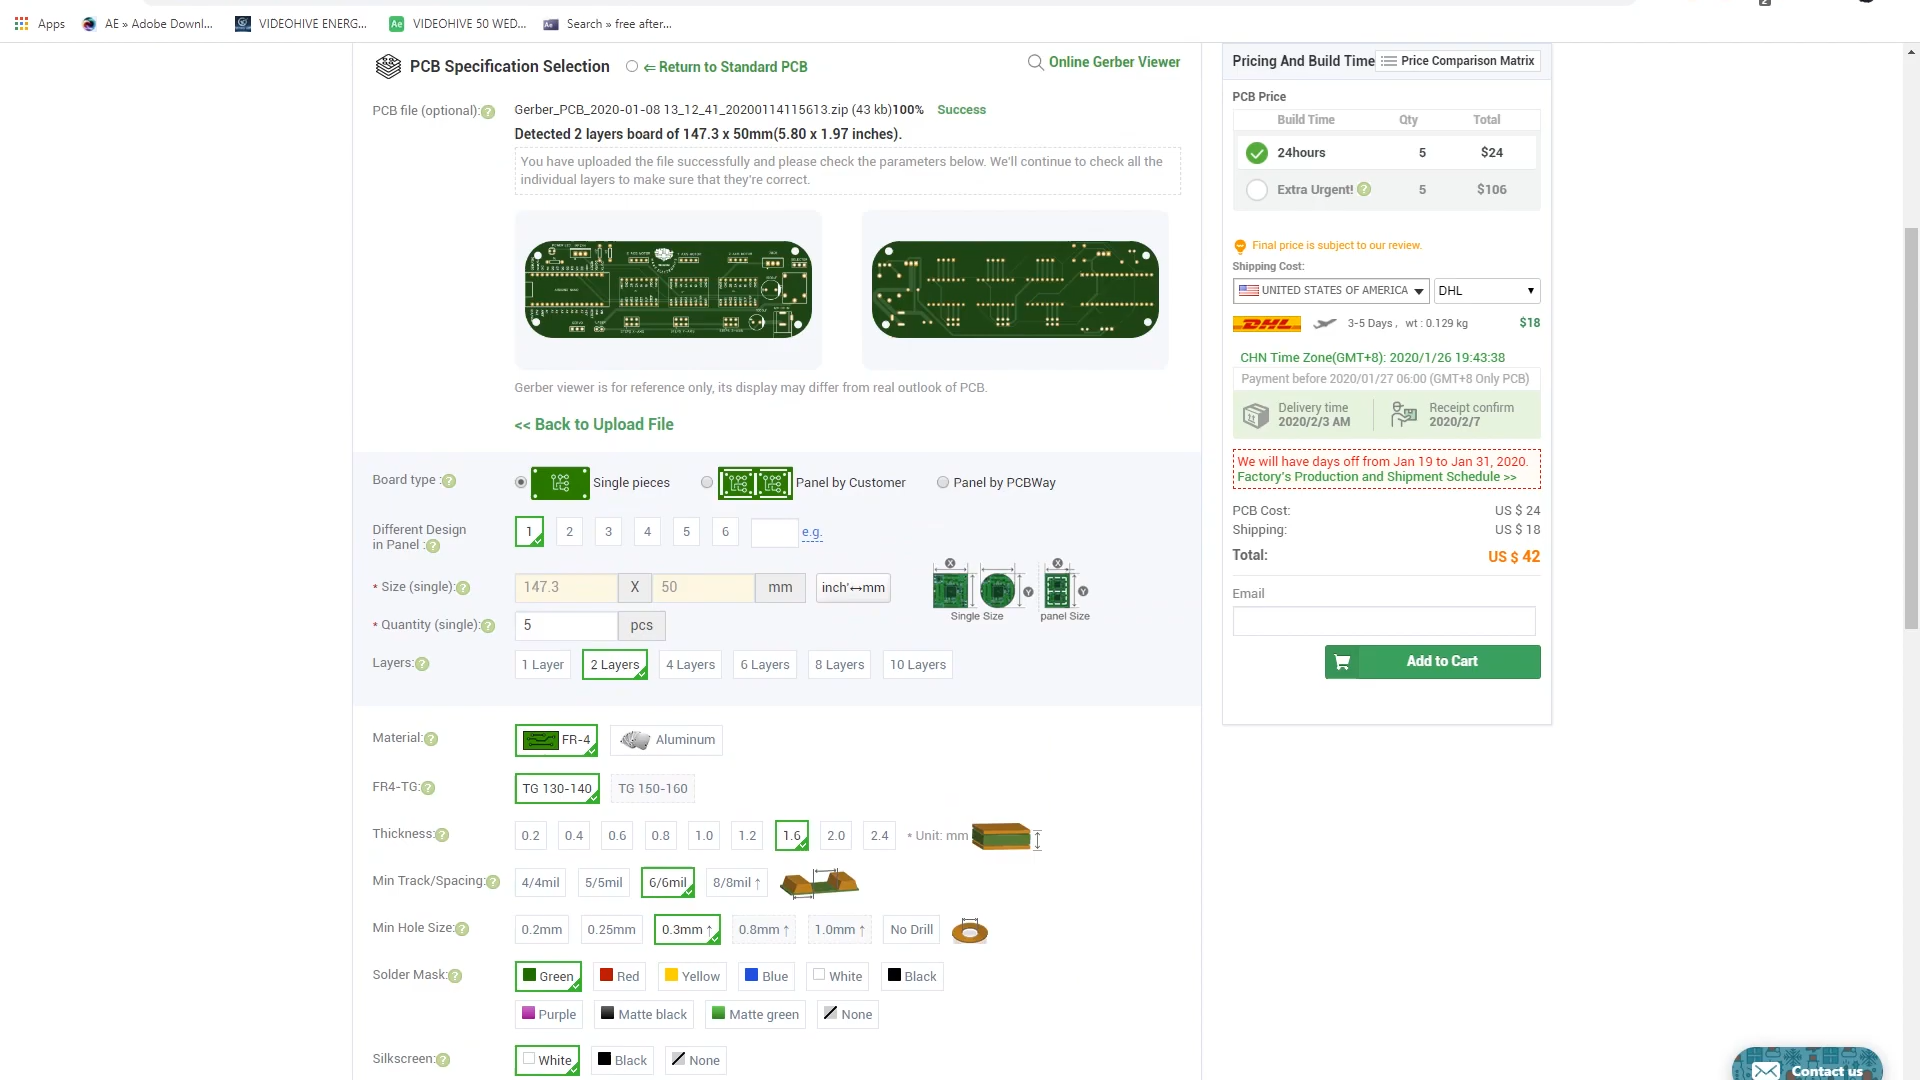 Apps
AE » Adobe Downl...
VIDEOHIVE ENERG...
VIDEOHIVE 50 WED...
Search » free after...
PCB Specification Selection
⇐ Return to Standard PCB
Online Gerber Viewer
PCB file (optional):
Gerber_PCB_2020-01-08 13_12_41_20200114115613.zip (43 kb)100% Success
Detected 2 layers board of 147.3 x 50mm(5.80 x 1.97 inches).
You have uploaded the file successfully and please check the parameters below. We'll continue to check all the
individual layers to make sure that they're correct.
Gerber viewer is for reference only, its display may differ from real outlook of PCB.
<< Back to Upload File
Board type :
Single pieces
Panel by Customer
Panel by PCBWay
Different Design
in Panel :
1 2 3 4 5 6 e.g.
* Size (single):
147.3 X 50 mm inch'↔mm
Single Size
panel Size
* Quantity (single):
5 pcs
Layers:
1 Layer 2 Layers 4 Layers 6 Layers 8 Layers 10 Layers
Material:
FR-4 Aluminum
FR4-TG:
TG 130-140 TG 150-160
Thickness:
0.2 0.4 0.6 0.8 1.0 1.2 1.6 2.0 2.4 * Unit: mm
Min Track/Spacing:
4/4mil 5/5mil 6/6mil 8/8mil ↑
Min Hole Size:
0.2mm 0.25mm 0.3mm ↑ 0.8mm ↑ 1.0mm ↑ No Drill
Solder Mask:
Green Red Yellow Blue White Black
Purple Matte black Matte green None
Silkscreen:
White Black None
Pricing And Build Time
Price Comparison Matrix
PCB Price
Build Time Qty Total
24hours 5 $24
Extra Urgent! 5 $106
Final price is subject to our review.
Shipping Cost:
UNITED STATES OF AMERICA
DHL
DHL 3-5 Days , wt : 0.129 kg $18
CHN Time Zone(GMT+8): 2020/1/26 19:43:38
Payment before 2020/01/27 06:00 (GMT+8 Only PCB)
Delivery time
2020/2/3 AM
Receipt confirm
2020/2/7
We will have days off from Jan 19 to Jan 31, 2020.
Factory's Production and Shipment Schedule >>
PCB Cost: US $ 24
Shipping: US $ 18
Total: US $ 42
Email
Add to Cart
Contact us